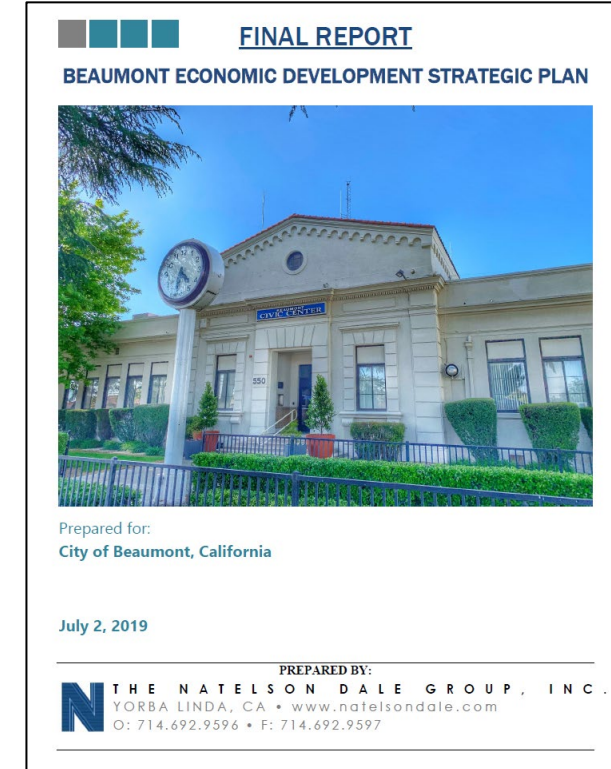 FINAL REPORT
BEAUMONT ECONOMIC DEVELOPMENT STRATEGIC PLAN
BEAUMONT
CIVIC CENTER
550
Prepared for:
City of Beaumont, California
July 2, 2019
PREPARED BY:
THE NATELSON DALE GROUP, INC.
YORBA LINDA, CA • www.natelsondale.com
O: 714.692.9596 • F: 714.692.9597